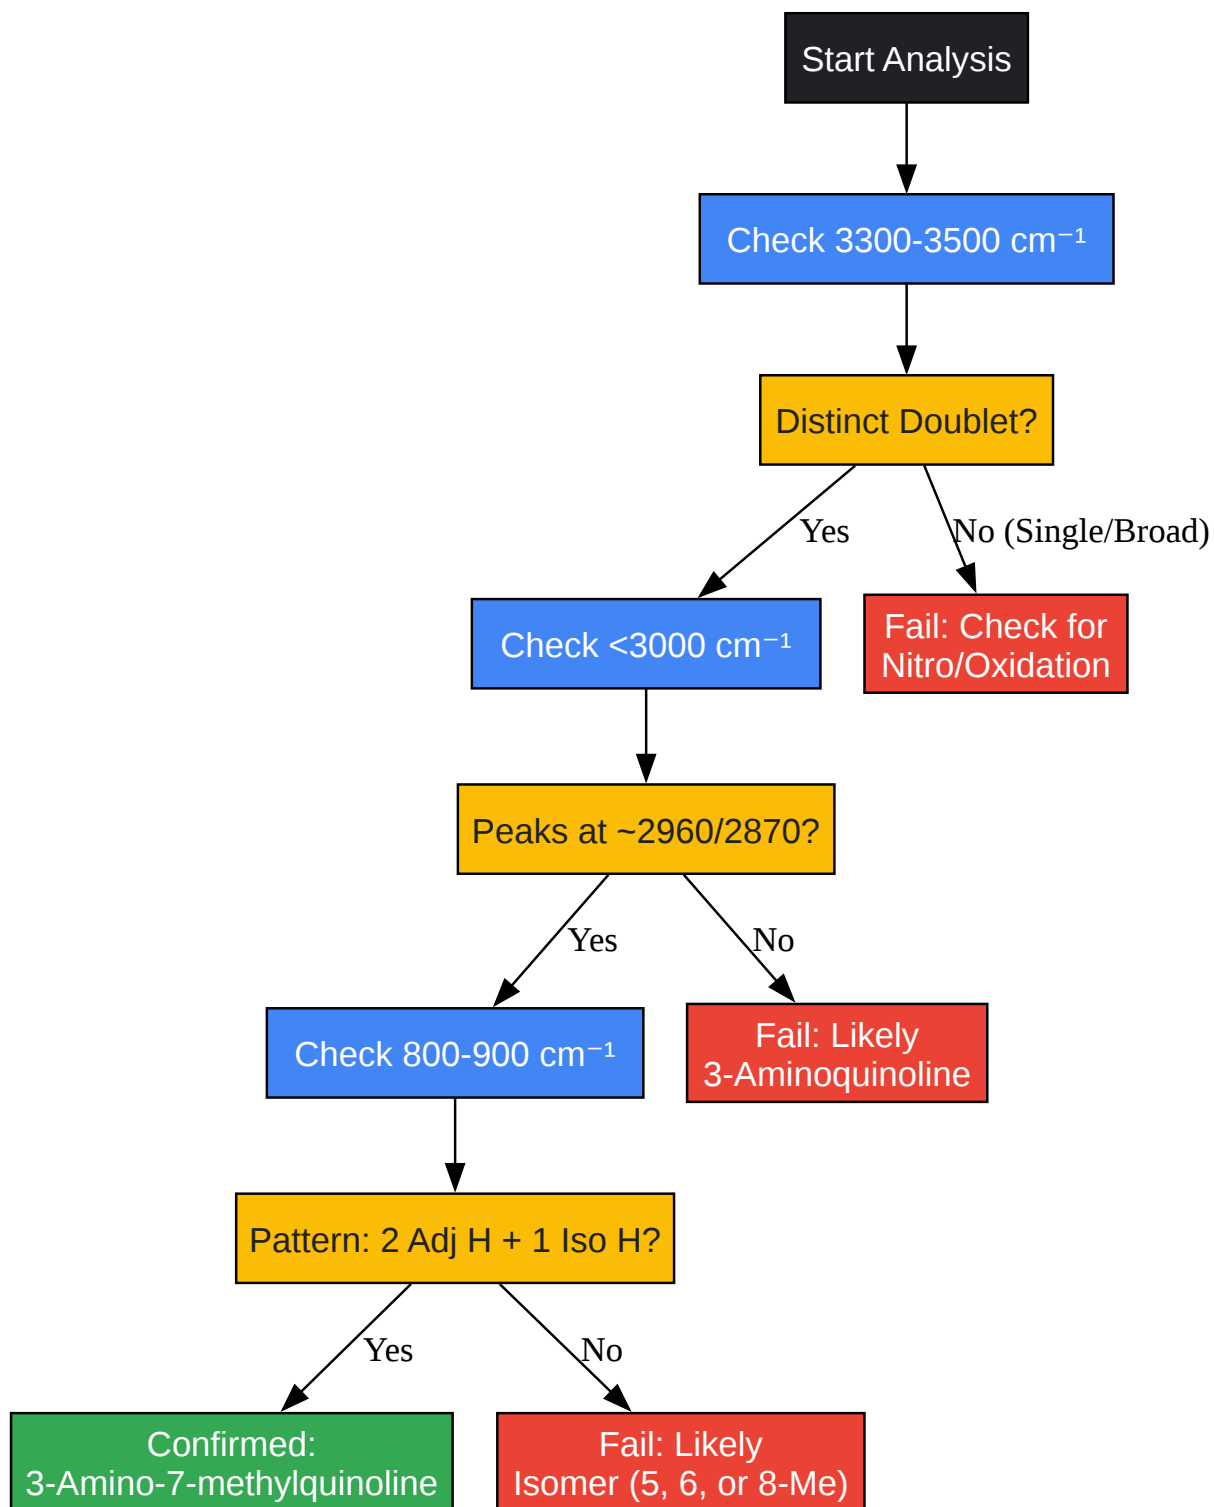 Start Analysis
Check 3300-3500 cm⁻¹
Distinct Doublet?
Yes
No (Single/Broad)
Check <3000 cm⁻¹
Fail: Check for
Nitro/Oxidation
Peaks at ~2960/2870?
Yes
No
Check 800-900 cm⁻¹
Fail: Likely
3-Aminoquinoline
Pattern: 2 Adj H + 1 Iso H?
Yes
No
Confirmed:
3-Amino-7-methylquinoline
Fail: Likely
Isomer (5, 6, or 8-Me)